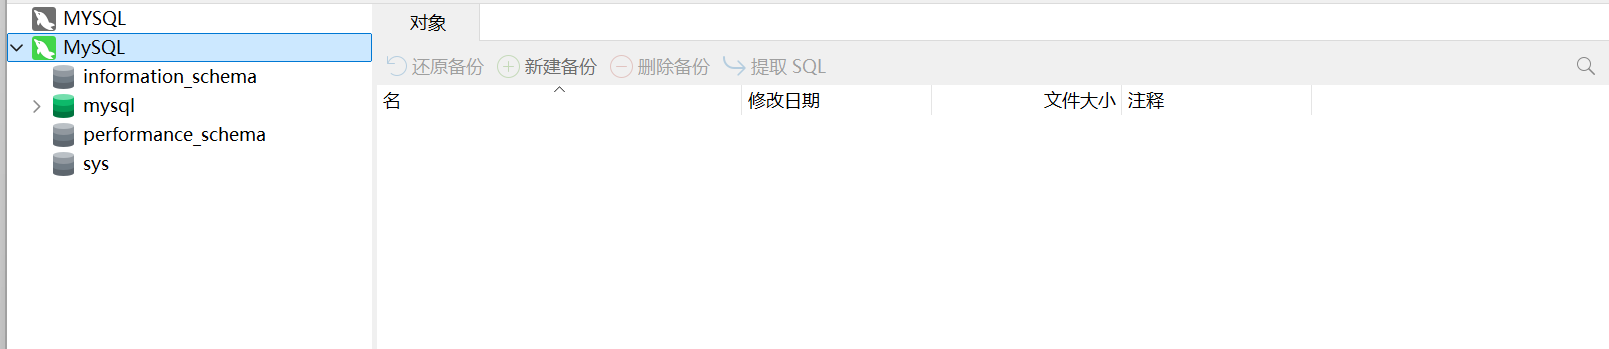 MYSQL
MySQL
information_schema
mysql
performance_schema
sys
对象
还原备份 新建备份 删除备份 提取 SQL
名 修改日期 文件大小 注释